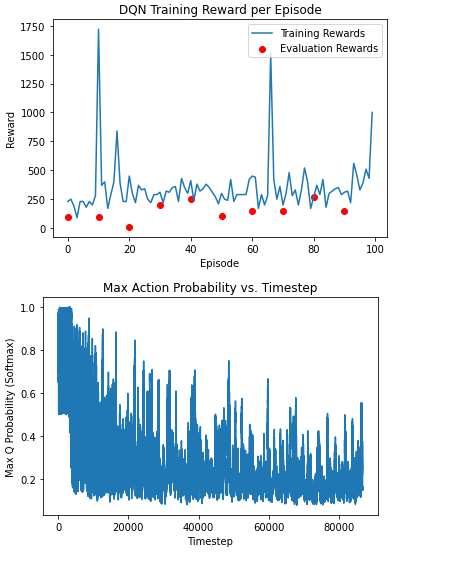 DQN Training Reward per Episode
1750
1500
1250
1000
750
500
250
0
Reward
Training Rewards
Evaluation Rewards
0 20 40 60 80 100
Episode
Max Action Probability vs. Timestep
1.0
0.8
0.6
0.4
0.2
Max Q Probability (Softmax)
0 20000 40000 60000 80000
Timestep